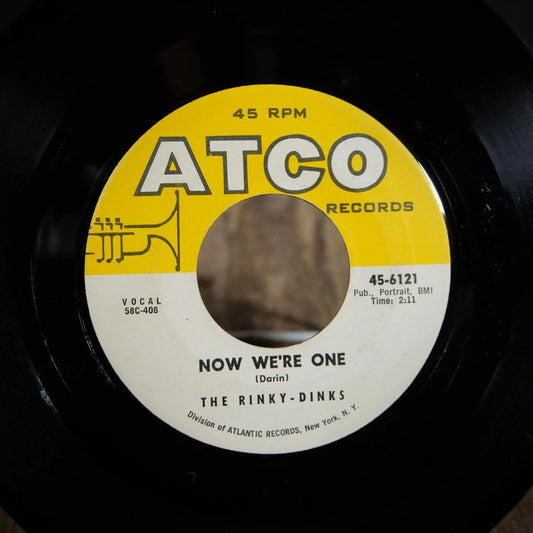 45 RPM
ATCO
RECORDS
VOCAL
58C-408
45-6121
Pub., Portrait, BMI
Time: 2:11
NOW WE'RE ONE
(Darin)
THE RINKY-DINKS
Division of ATLANTIC RECORDS, New York, N. Y.